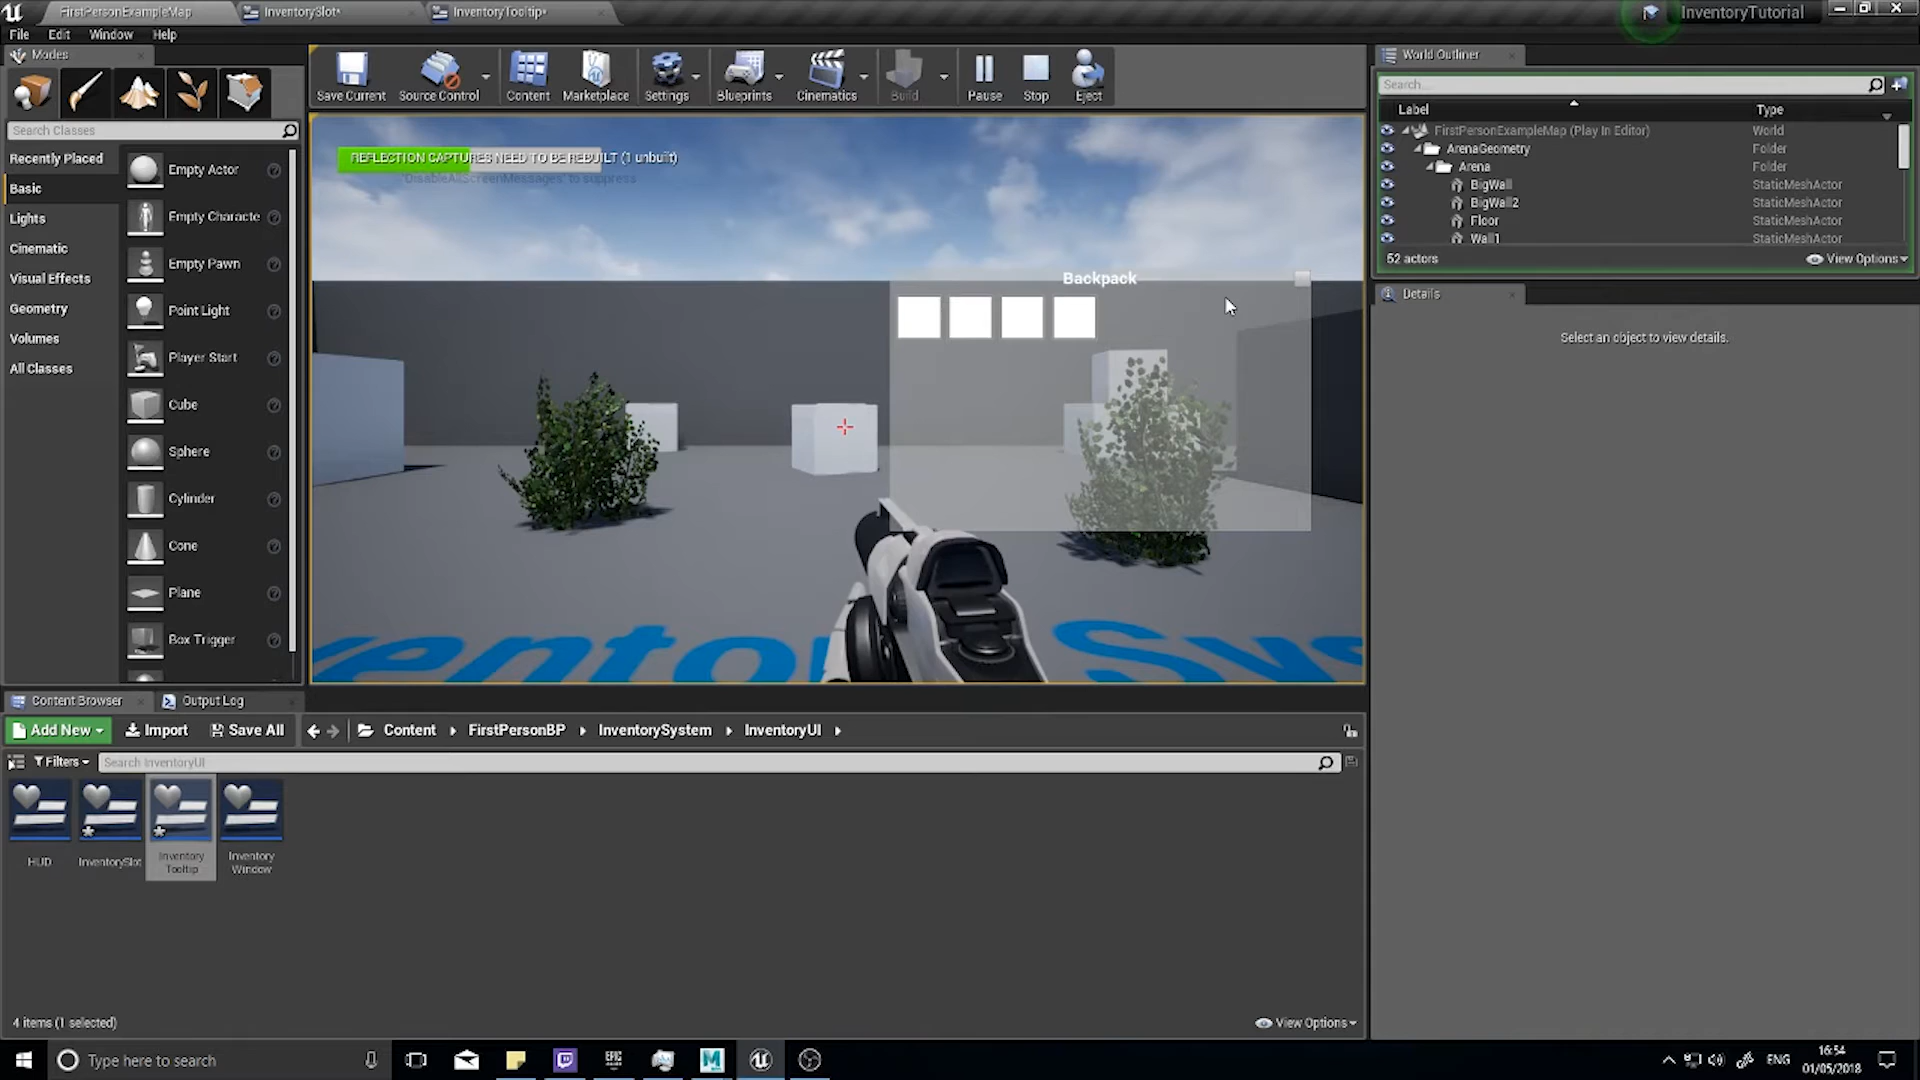 FirstPersonExampleMap
InventorySlot*
InventoryTooltip*
InventoryTutorial
File Edit Window Help
Modes
Search Classes
Recently Placed
Basic
Lights
Cinematic
Visual Effects
Geometry
Volumes
All Classes
Empty Actor
Empty Characte
Empty Pawn
Point Light
Player Start
Cube
Sphere
Cylinder
Cone
Plane
Box Trigger
Save Current
Source Control
Content
Marketplace
Settings
Blueprints
Cinematics
Build
Pause
Stop
Eject
REFLECTION CAPTURES NEED TO BE REBUILT (1 unbuilt)
'DisableAllScreenMessages' to suppress
Backpack
ventory Sys
World Outliner
Search...
Label Type
FirstPersonExampleMap (Play In Editor) World
ArenaGeometry Folder
Arena Folder
BigWall StaticMeshActor
BigWall2 StaticMeshActor
Floor StaticMeshActor
Wall1 StaticMeshActor
52 actors
View Options
Details
Select an object to view details.
Content Browser
Output Log
Add New
Import
Save All
Content
FirstPersonBP
InventorySystem
InventoryUI
Filters
Search InventoryUI
HUD
InventorySlot
Inventory
Tooltip
Inventory
Window
4 items (1 selected)
View Options
Type here to search
EPIC
GAMES
M
ENG
16:54
01/05/2018